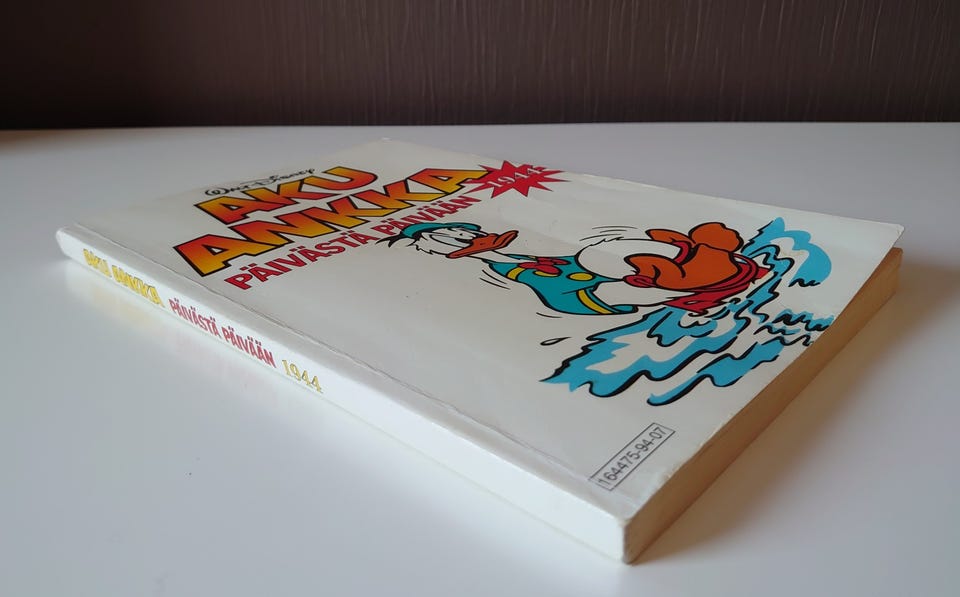 Walt Disney
AKU
ANKKA
PÄIVÄSTÄ PÄIVÄÄN
1944
164475-94-07
AKU ANKKA PÄIVÄSTÄ PÄIVÄÄN 1944